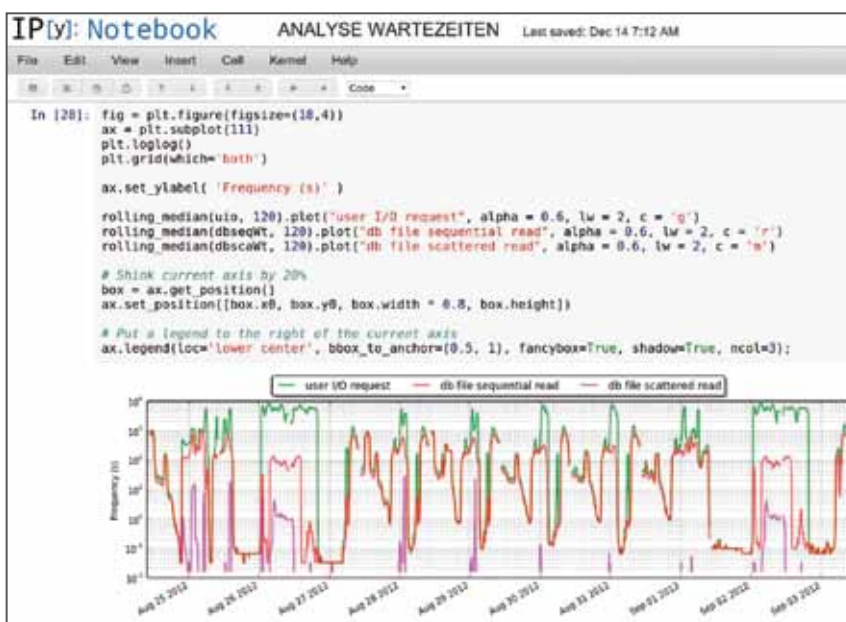 IP[y]: Notebook ANALYSE WARTEZEITEN Last saved: Dec 14 7:12 AM
File Edit View Insert Cell Kernel Help
Code
In [28]: fig = plt.figure(figsize=(18,4))
ax = plt.subplot(111)
plt.loglog()
plt.grid(which='both')
ax.set_ylabel( 'Frequency (s)' )
rolling_median(uio, 120).plot("user I/O request", alpha = 0.6, lw = 2, c = 'g')
rolling_median(dbseqWt, 120).plot("db file sequential read", alpha = 0.6, lw = 2, c = 'r')
rolling_median(dbscaWt, 120).plot("db file scattered read", alpha = 0.6, lw = 2, c = 'm')
# Shink current axis by 20%
box = ax.get_position()
ax.set_position([box.x0, box.y0, box.width * 0.8, box.height])
# Put a legend to the right of the current axis
ax.legend(loc='lower center', bbox_to_anchor=(0.5, 1), fancybox=True, shadow=True, ncol=3);
user I/O request db file sequential read db file scattered read
Frequency (s)
Aug 25 2012 Aug 26 2012 Aug 27 2012 Aug 28 2012 Aug 29 2012 Aug 30 2012 Aug 31 2012 Sep 01 2012 Sep 02 2012 Sep 03 2012